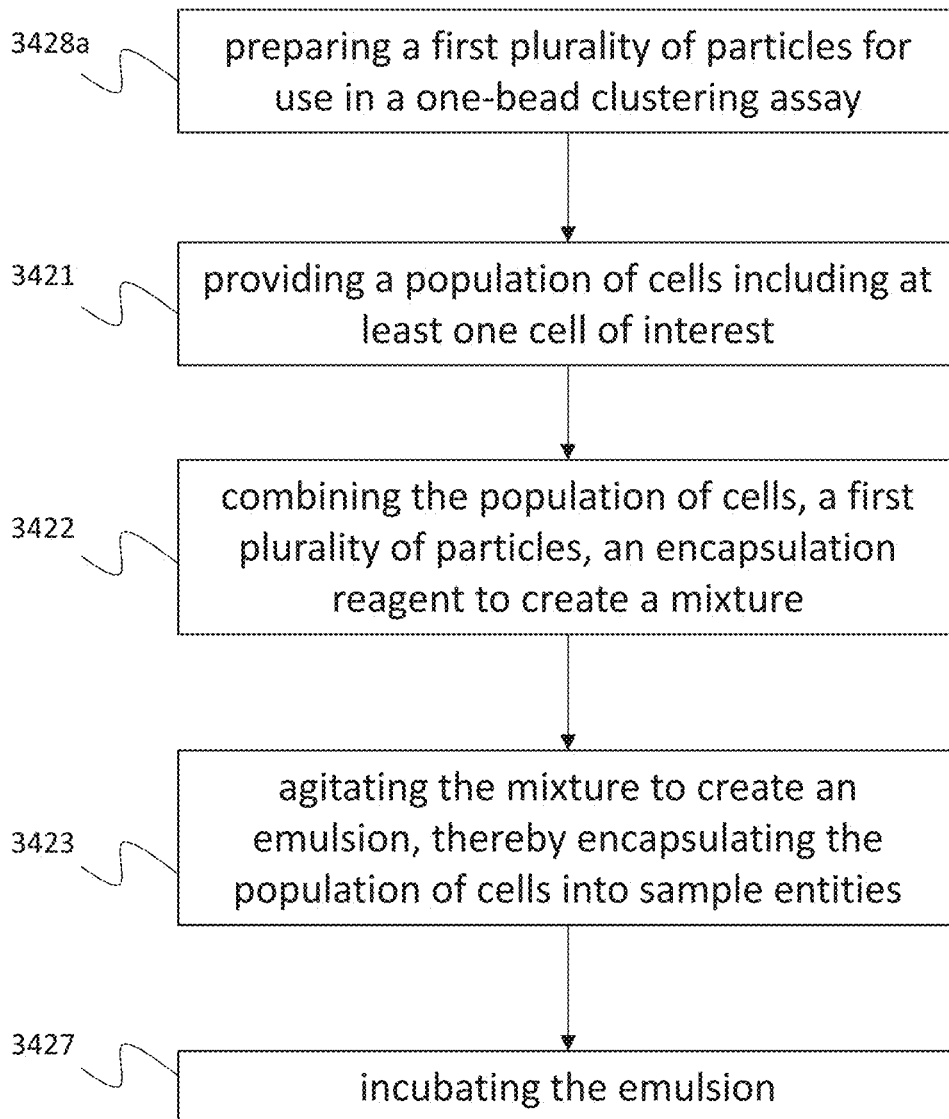 3428a
preparing a first plurality of particles for
use in a one-bead clustering assay
3421
providing a population of cells including at
least one cell of interest
3422
combining the population of cells, a first
plurality of particles, an encapsulation
reagent to create a mixture
3423
agitating the mixture to create an
emulsion, thereby encapsulating the
population of cells into sample entities
3427
incubating the emulsion